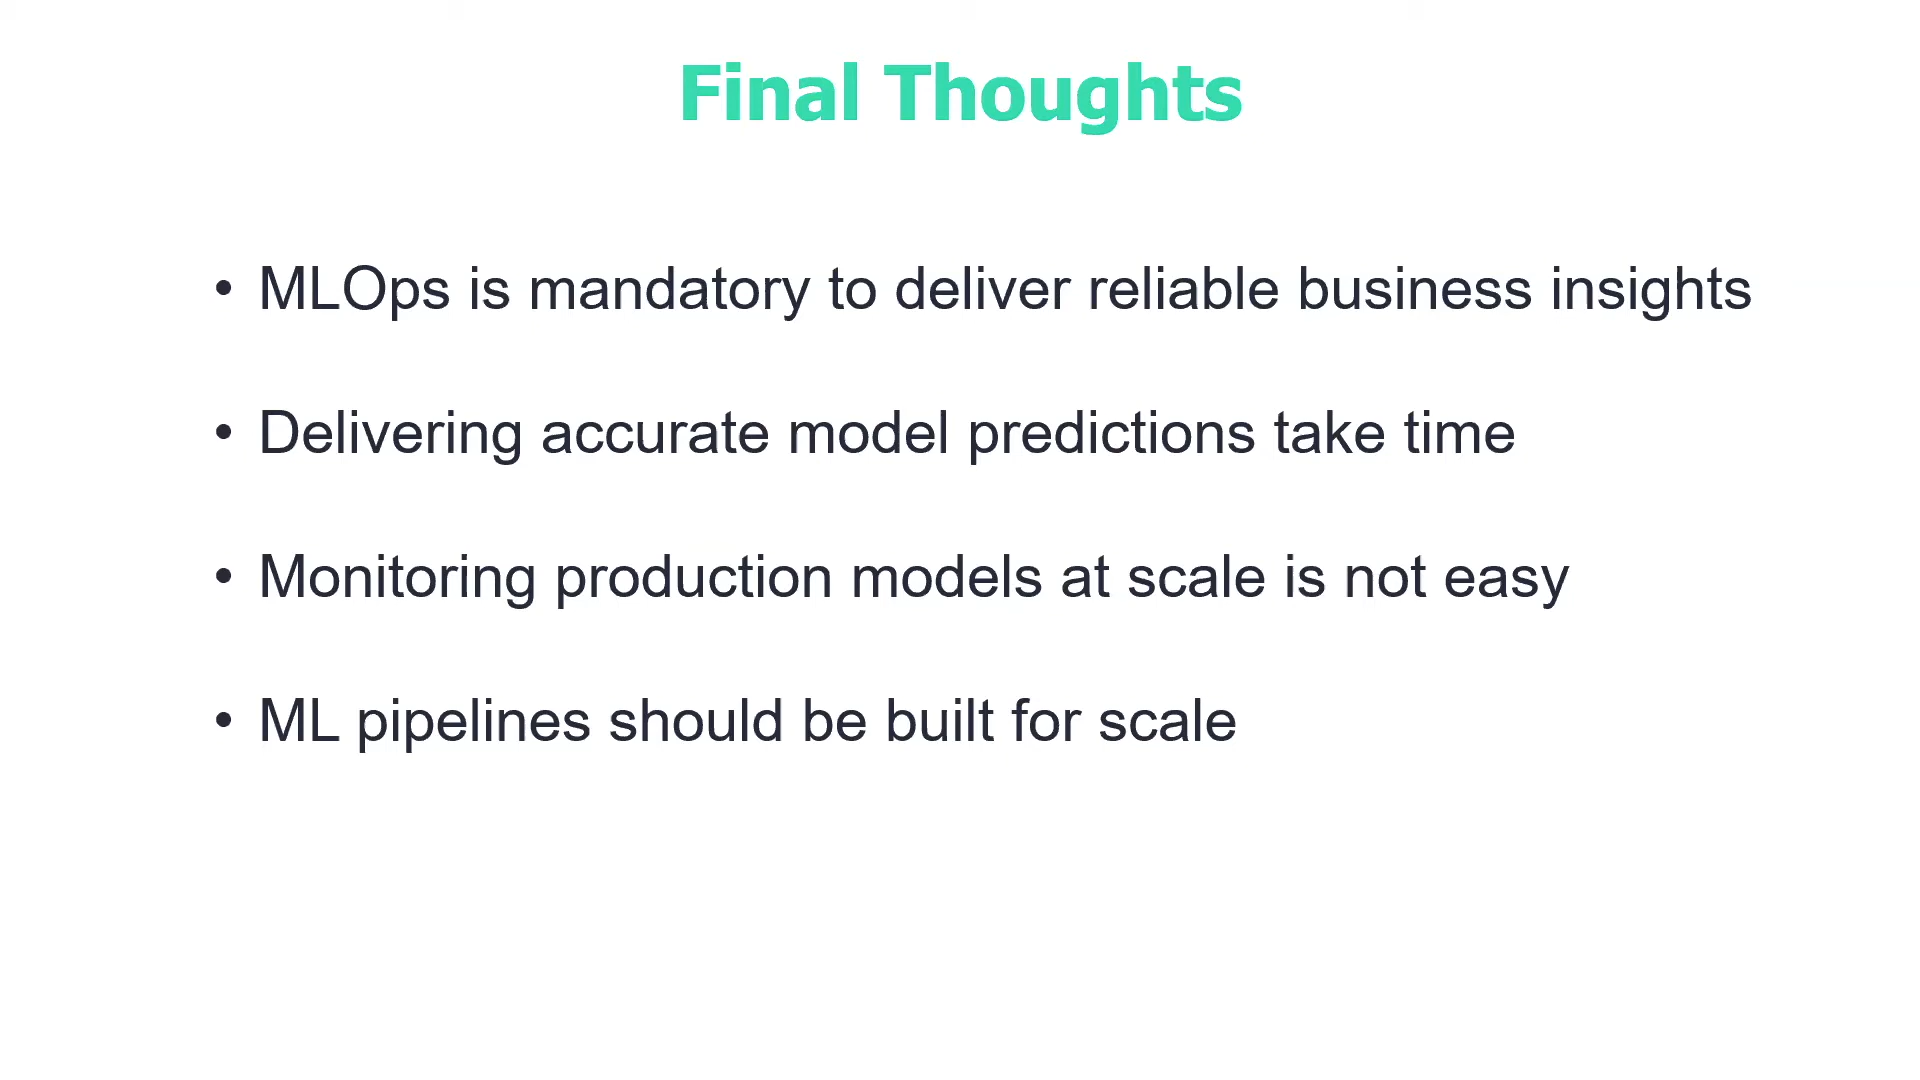 Final Thoughts
• MLOps is mandatory to deliver reliable business insights
• Delivering accurate model predictions take time
• Monitoring production models at scale is not easy
• ML pipelines should be built for scale